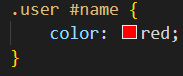 .user #name {
    color: red;
}